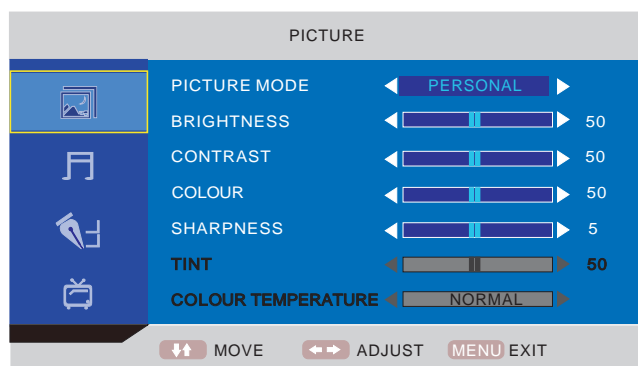 PICTURE
PICTURE MODE PERSONAL
BRIGHTNESS 50
CONTRAST 50
COLOUR 50
SHARPNESS 5
TINT 50
COLOUR TEMPERATURE NORMAL
MOVE ADJUST MENU EXIT